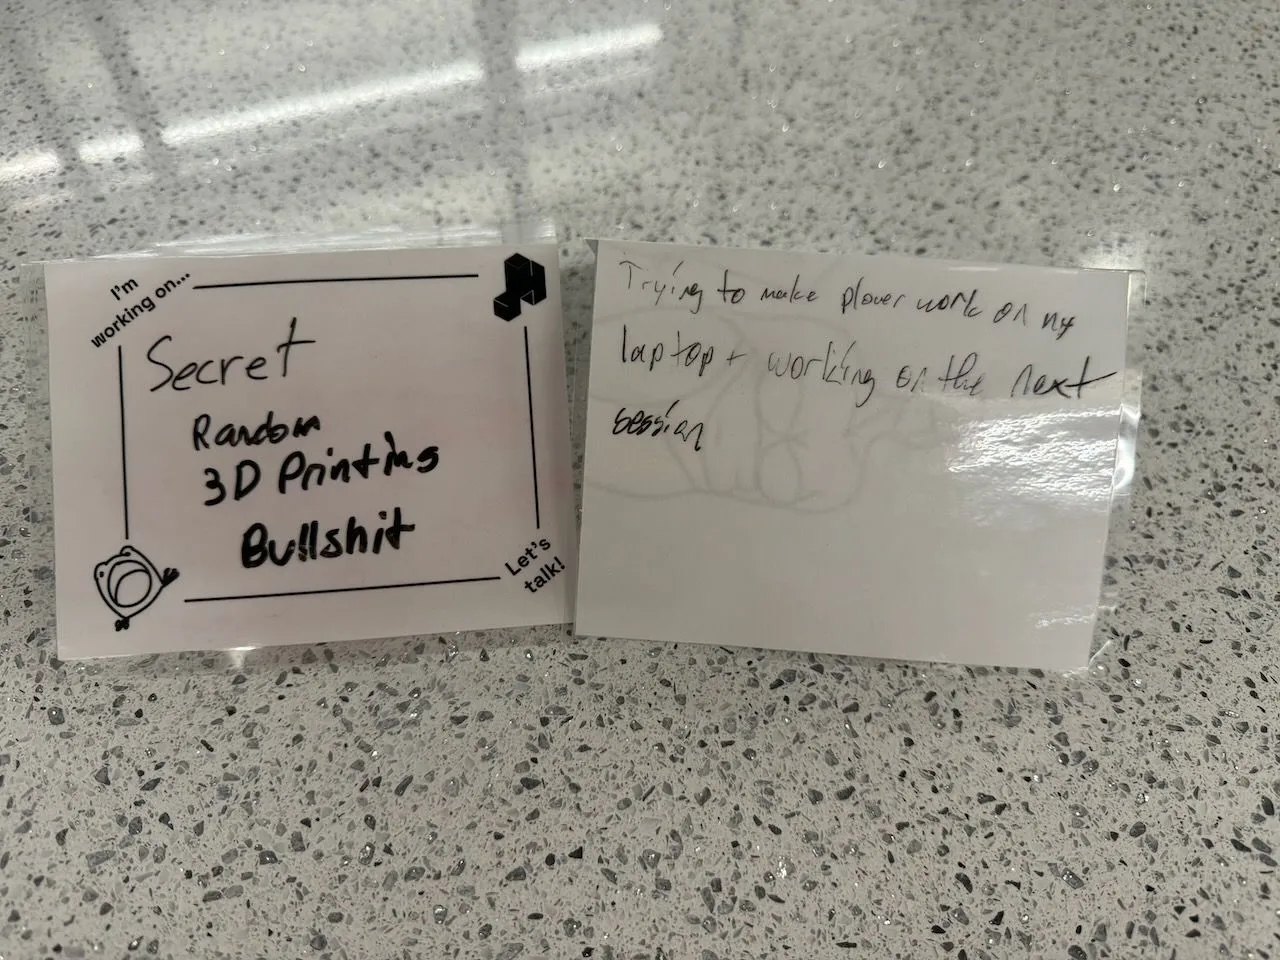 I'm
working on...
Secret
Random
3D Printing
Bullshit
Let's
talk!
Trying to make plover work on my
laptop + working on the next
session